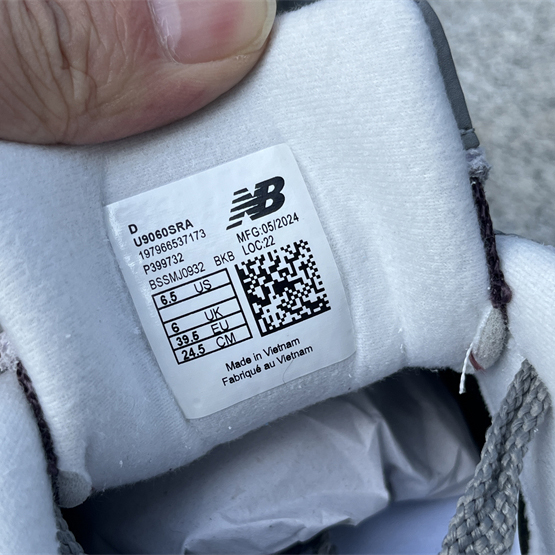 D
U9060SRA
197966537173
P399732
BSSMJ0932 BKB
NB
MFG:05/2024
LOC:22
6.5 US
6 UK
39.5 EU
24.5 CM
Made in Vietnam
Fabriqué au Vietnam